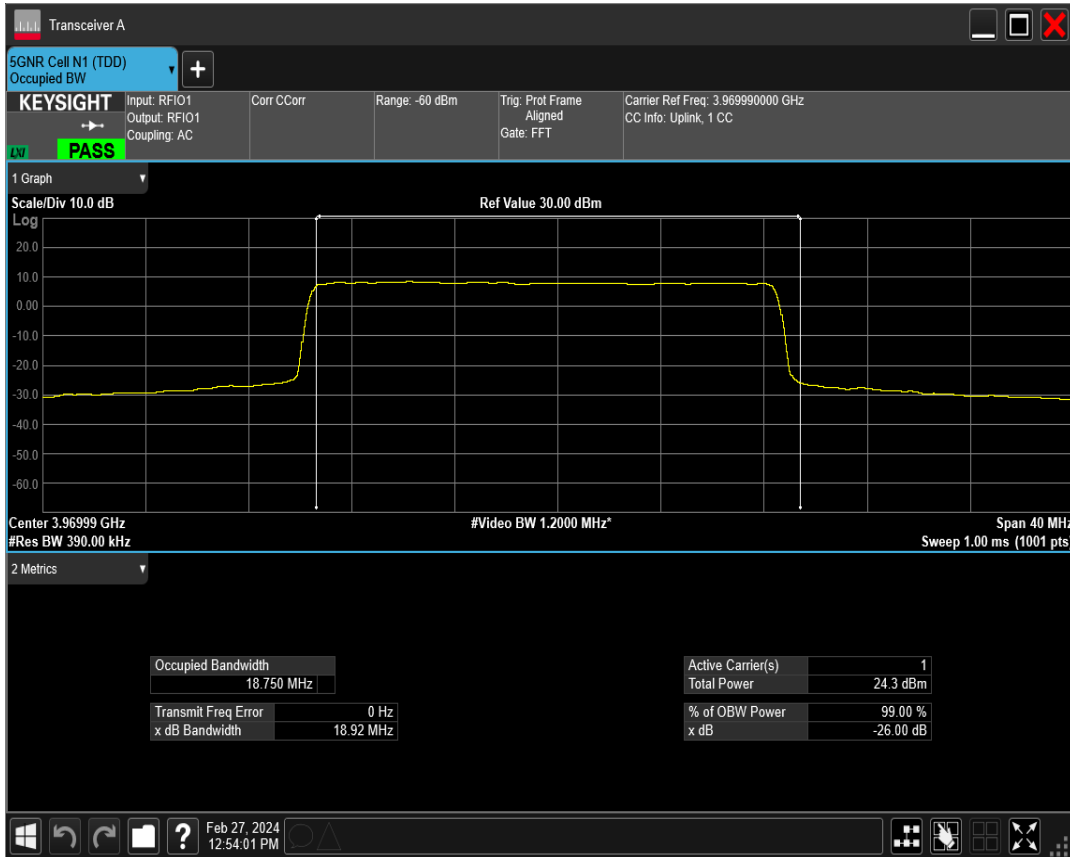 Transceiver A
5GNR Cell N1 (TDD)
Occupied BW
+
KEYSIGHT
LXI
PASS
Input: RFIO1
Output: RFIO1
Coupling: AC
Corr CCorr
Range: -60 dBm
Trig: Prot Frame
Aligned
Gate: FFT
Carrier Ref Freq: 3.969990000 GHz
CC Info: Uplink, 1 CC
1 Graph
Scale/Div 10.0 dB
Ref Value 30.00 dBm
Log
20.0
10.0
0.00
-10.0
-20.0
-30.0
-40.0
-50.0
-60.0
Center 3.96999 GHz
#Video BW 1.2000 MHz*
Span 40 MHz
#Res BW 390.00 kHz
Sweep 1.00 ms (1001 pts)
2 Metrics
Occupied Bandwidth
18.750 MHz
Transmit Freq Error 0 Hz
x dB Bandwidth 18.92 MHz
Active Carrier(s) 1
Total Power 24.3 dBm
% of OBW Power 99.00 %
x dB -26.00 dB
?
Feb 27, 2024
12:54:01 PM